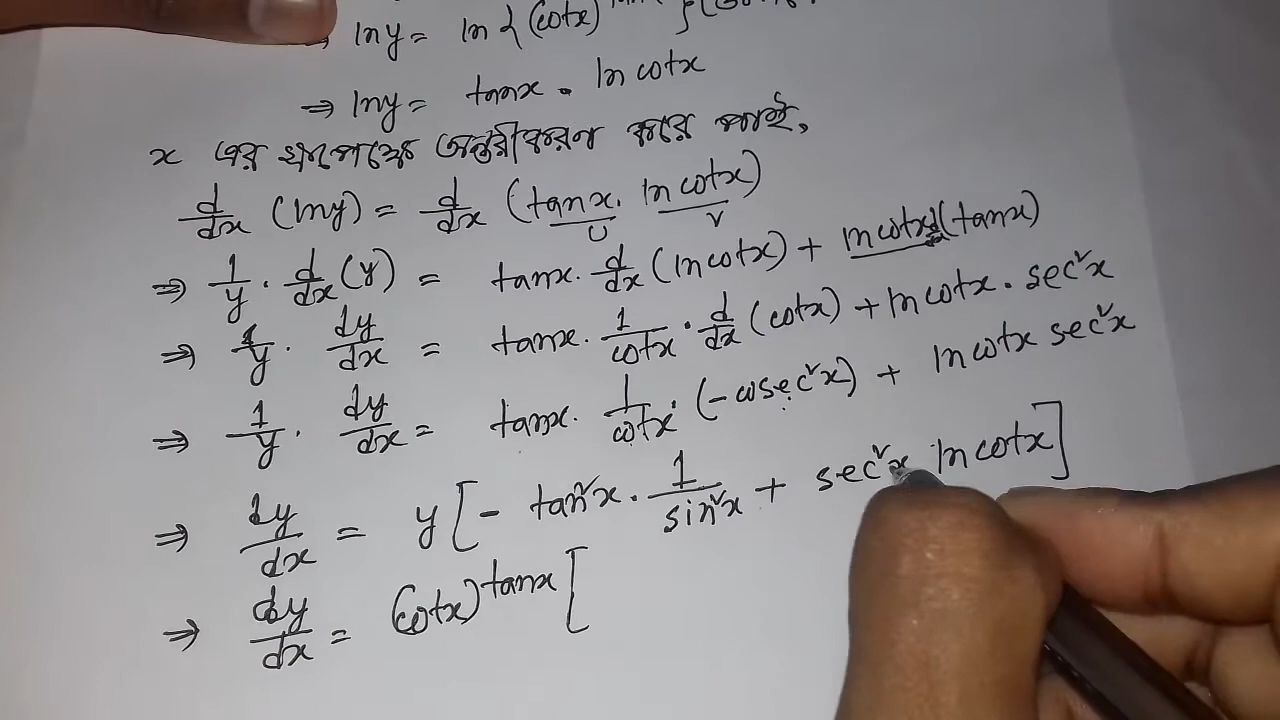 ⇒ lny = ln {(cotx)
⇒ lny = tanx . ln cotx
x এর সাপেক্ষে অন্তরীকরণ করে পাই,
d/dx (lny) = d/dx (tanx. ln cotx) U V
⇒ 1/y . d/dx (y) = tanx. d/dx (ln cotx) + ln cotx d/dx (tanx)
⇒ 1/y . dy/dx = tanx. 1/cotx . d/dx (cotx) + ln cotx . sec²x
⇒ 1/y . dy/dx = tanx. 1/cotx . (- cosec²x) + ln cotx sec²x
⇒ dy/dx = y [- tan²x . 1/sin²x + sec²x ln cotx]
⇒ dy/dx = (cotx)^tanx [